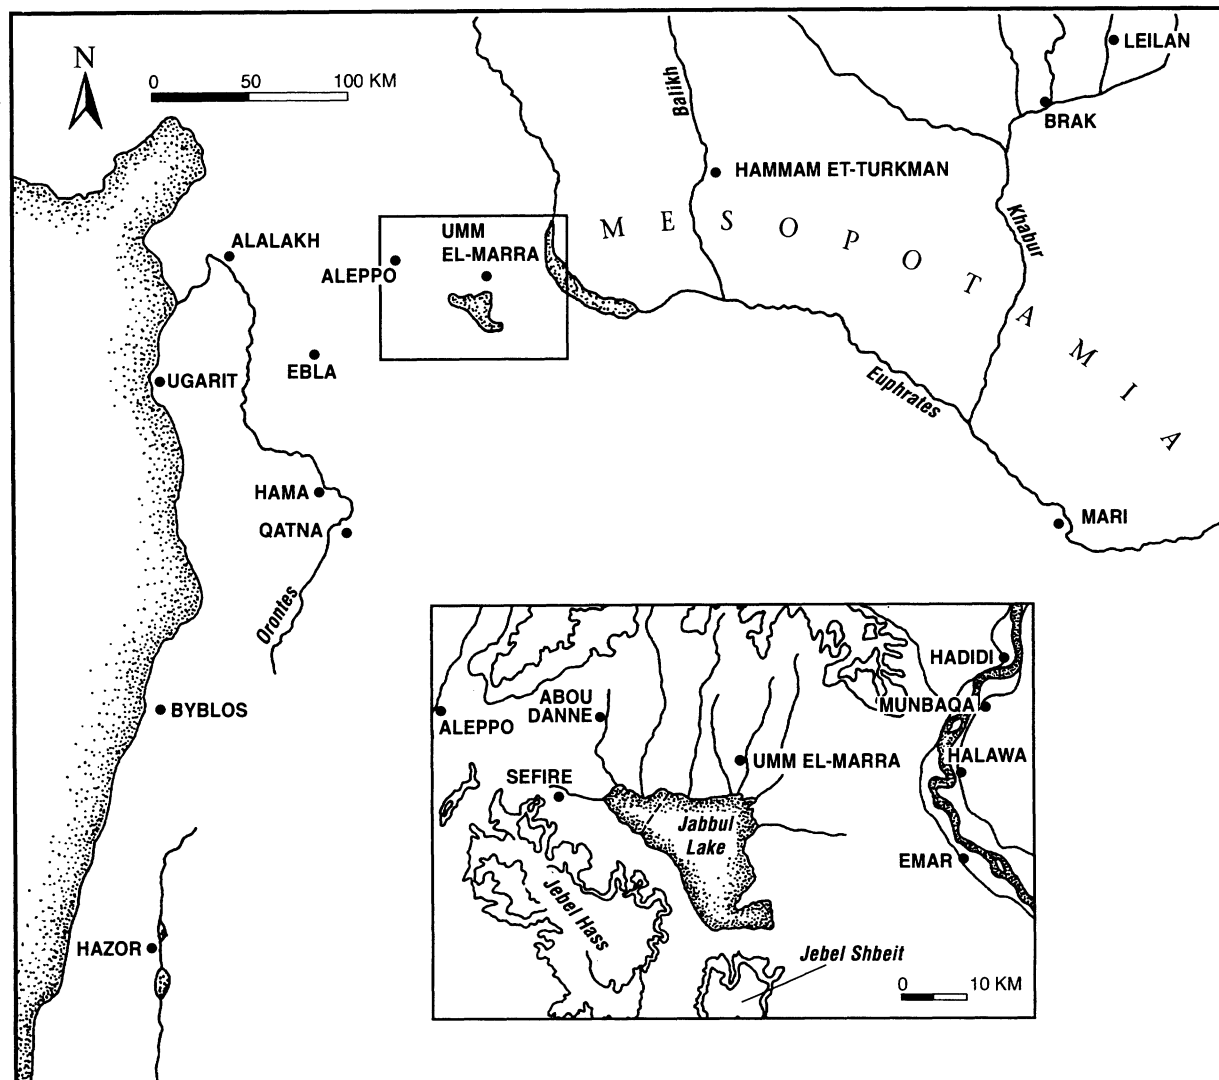 N
0 50 100 KM
LEILAN
BRAK
Balikh
HAMMAM ET-TURKMAN
Khabur
MESOPOTAMIA
UMM
EL-MARRA
ALALAKH
ALEPPO
EBLA
UGARIT
Euphrates
HAMA
QATNA
MARI
Orontes
BYBLOS
HAZOR
HADIDI
MUNBAQA
ABOU
DANNE
ALEPPO
HALAWA
UMM EL-MARRA
SEFIRE
Jabbul
Lake
EMAR
Jebel Hass
Jebel Shbeit
0 10 KM